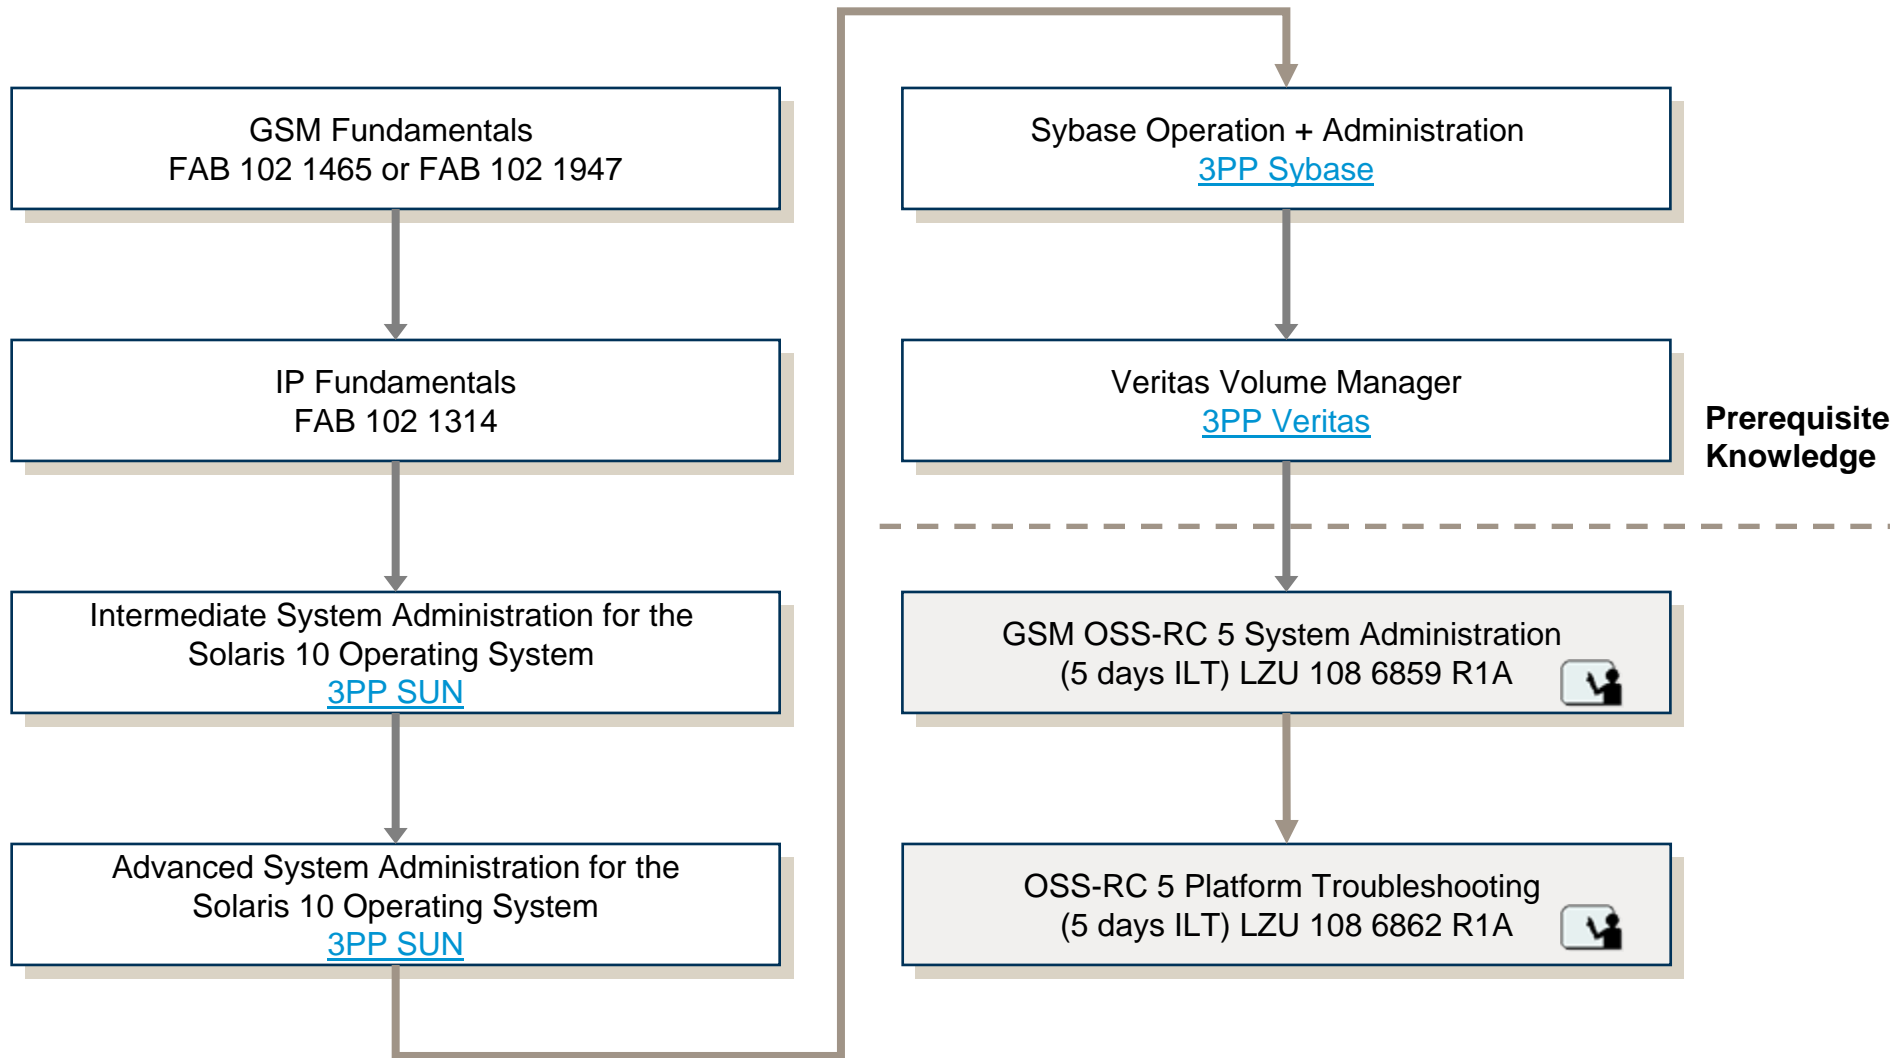 GSM Fundamentals
FAB 102 1465 or FAB 102 1947
IP Fundamentals
FAB 102 1314
Intermediate System Administration for the
Solaris 10 Operating System
3PP SUN
Advanced System Administration for the
Solaris 10 Operating System
3PP SUN
Sybase Operation + Administration
3PP Sybase
Veritas Volume Manager
3PP Veritas
Prerequisite
Knowledge
GSM OSS-RC 5 System Administration
(5 days ILT) LZU 108 6859 R1A
OSS-RC 5 Platform Troubleshooting
(5 days ILT) LZU 108 6862 R1A